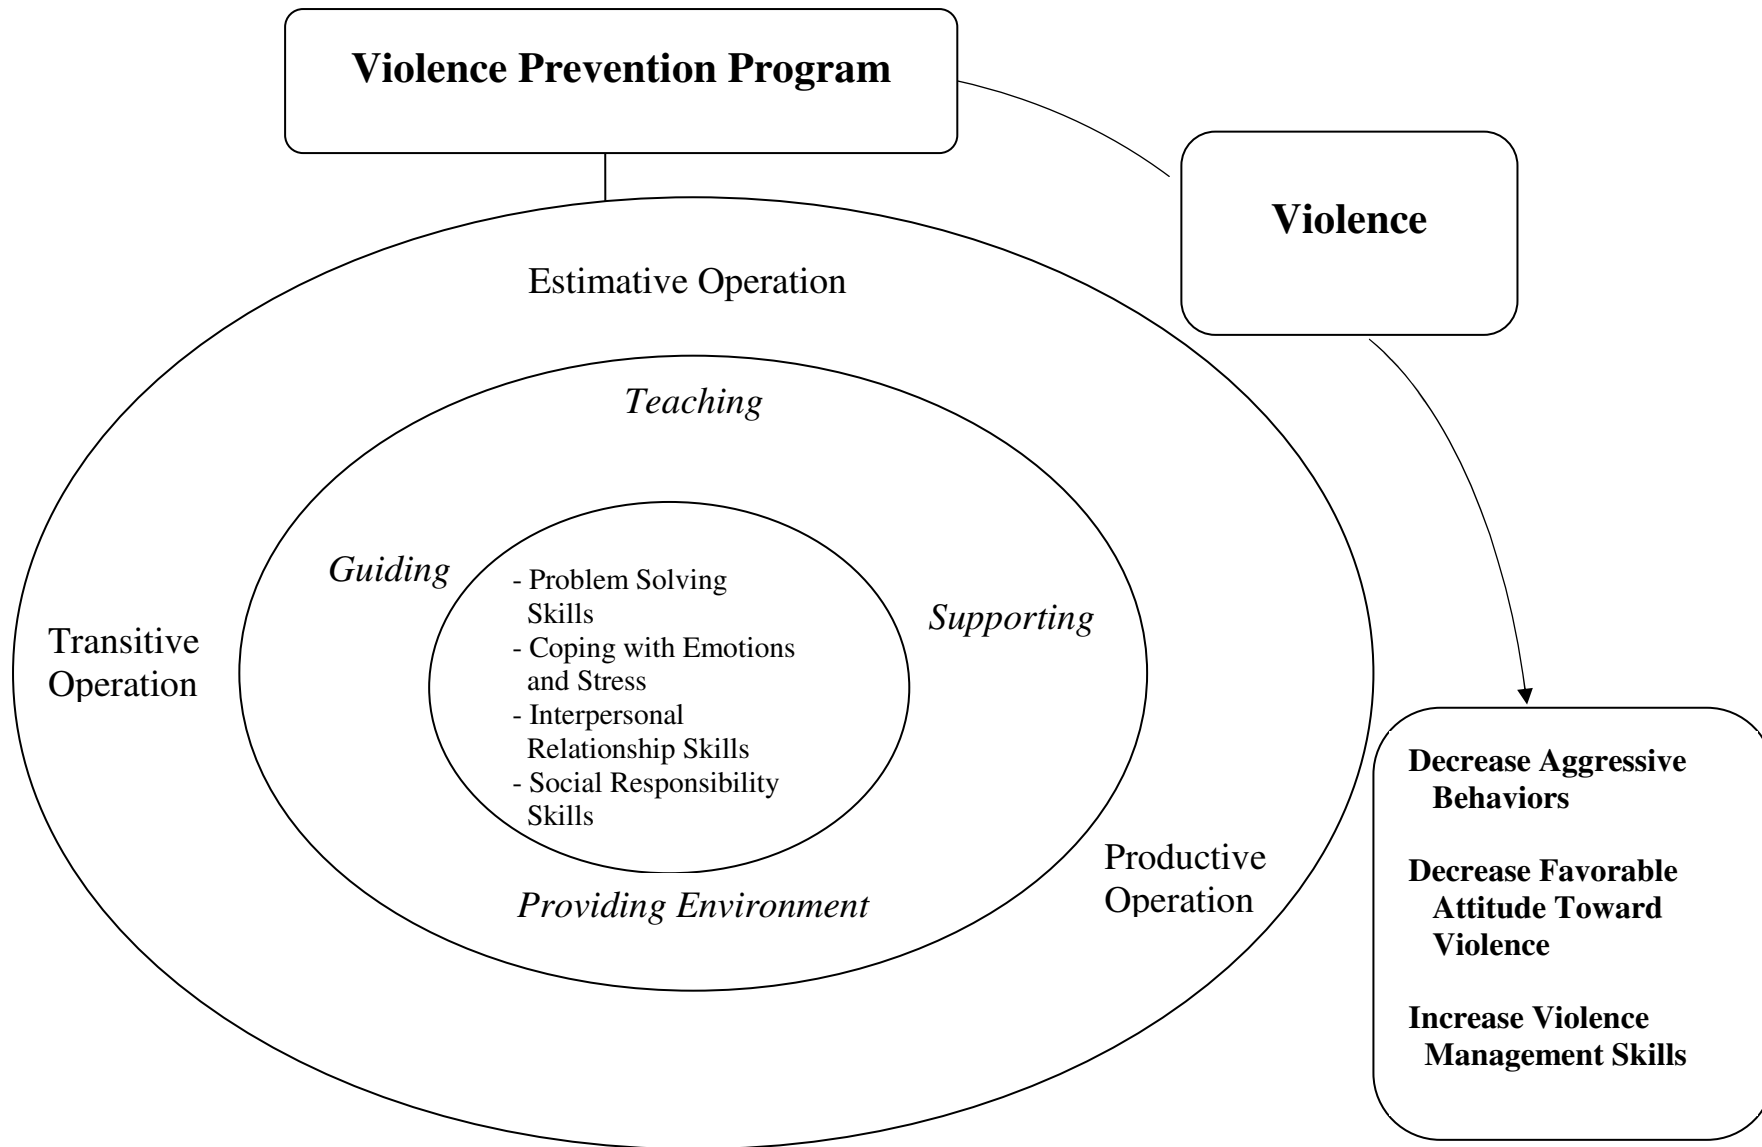 Violence Prevention Program
Violence
Estimative Operation
Teaching
Guiding
Supporting
- Problem Solving
Skills
- Coping with Emotions
and Stress
- Interpersonal
Relationship Skills
- Social Responsibility
Skills
Transitive
Operation
Providing Environment
Productive
Operation
Decrease Aggressive
Behaviors
Decrease Favorable
Attitude Toward
Violence
Increase Violence
Management Skills